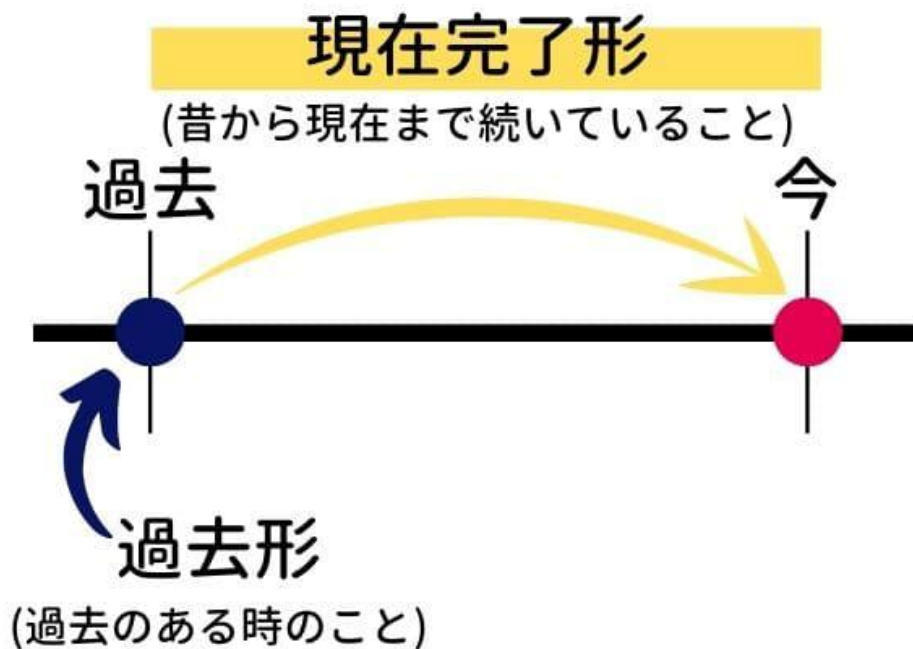 現在完了形
(昔から現在まで続いていること)
過去
今
過去形
(過去のある時のこと)